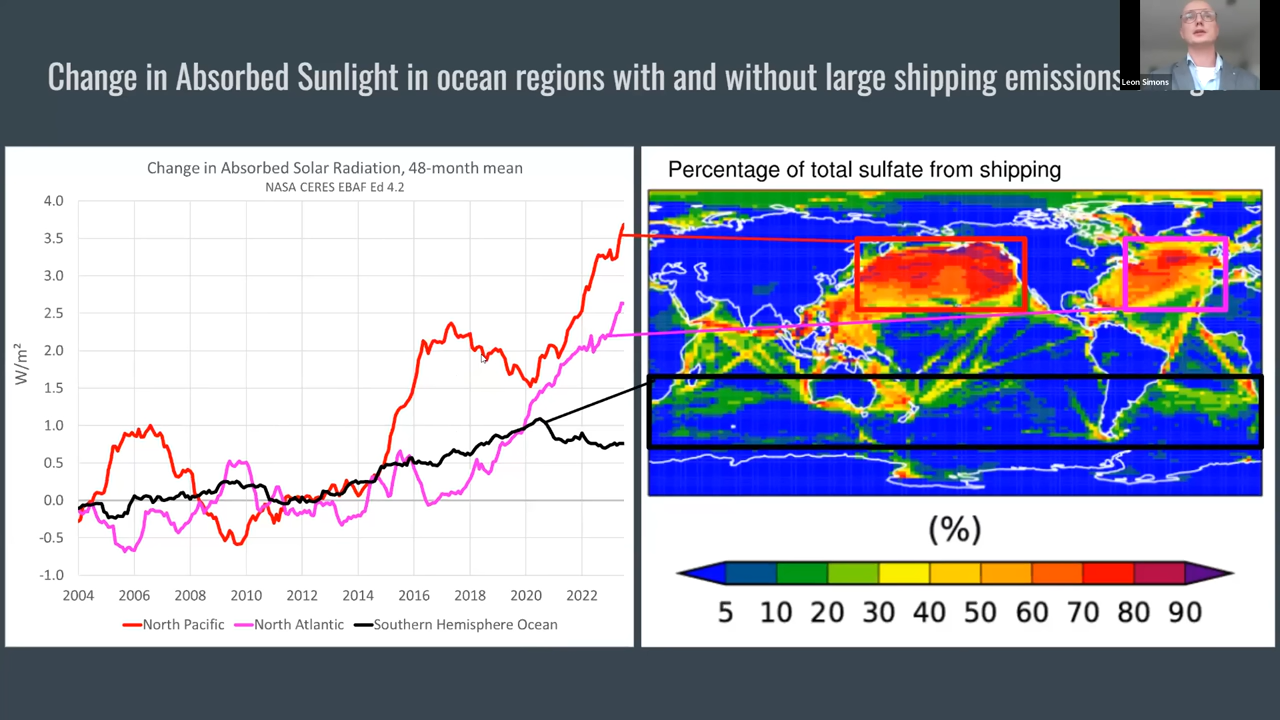 Change in Absorbed Sunlight in ocean regions with and without large shipping emissions
Leon Simons
Change in Absorbed Solar Radiation, 48-month mean
NASA CERES EBAF Ed 4.2
4.0
3.5
3.0
2.5
2.0
1.5
1.0
0.5
0.0
-0.5
-1.0
W/m²
2004 2006 2008 2010 2012 2014 2016 2018 2020 2022
North Pacific North Atlantic Southern Hemisphere Ocean
Percentage of total sulfate from shipping
(%)
5 10 20 30 40 50 60 70 80 90